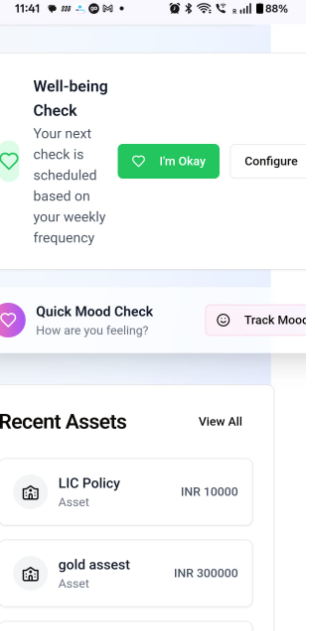 11:41
88%
Well-being
Check
Your next
check is
scheduled
based on
your weekly
frequency
I'm Okay
Configure
Quick Mood Check
How are you feeling?
Track Mood
Recent Assets
View All
LIC Policy
Asset
INR 10000
gold assest
Asset
INR 300000